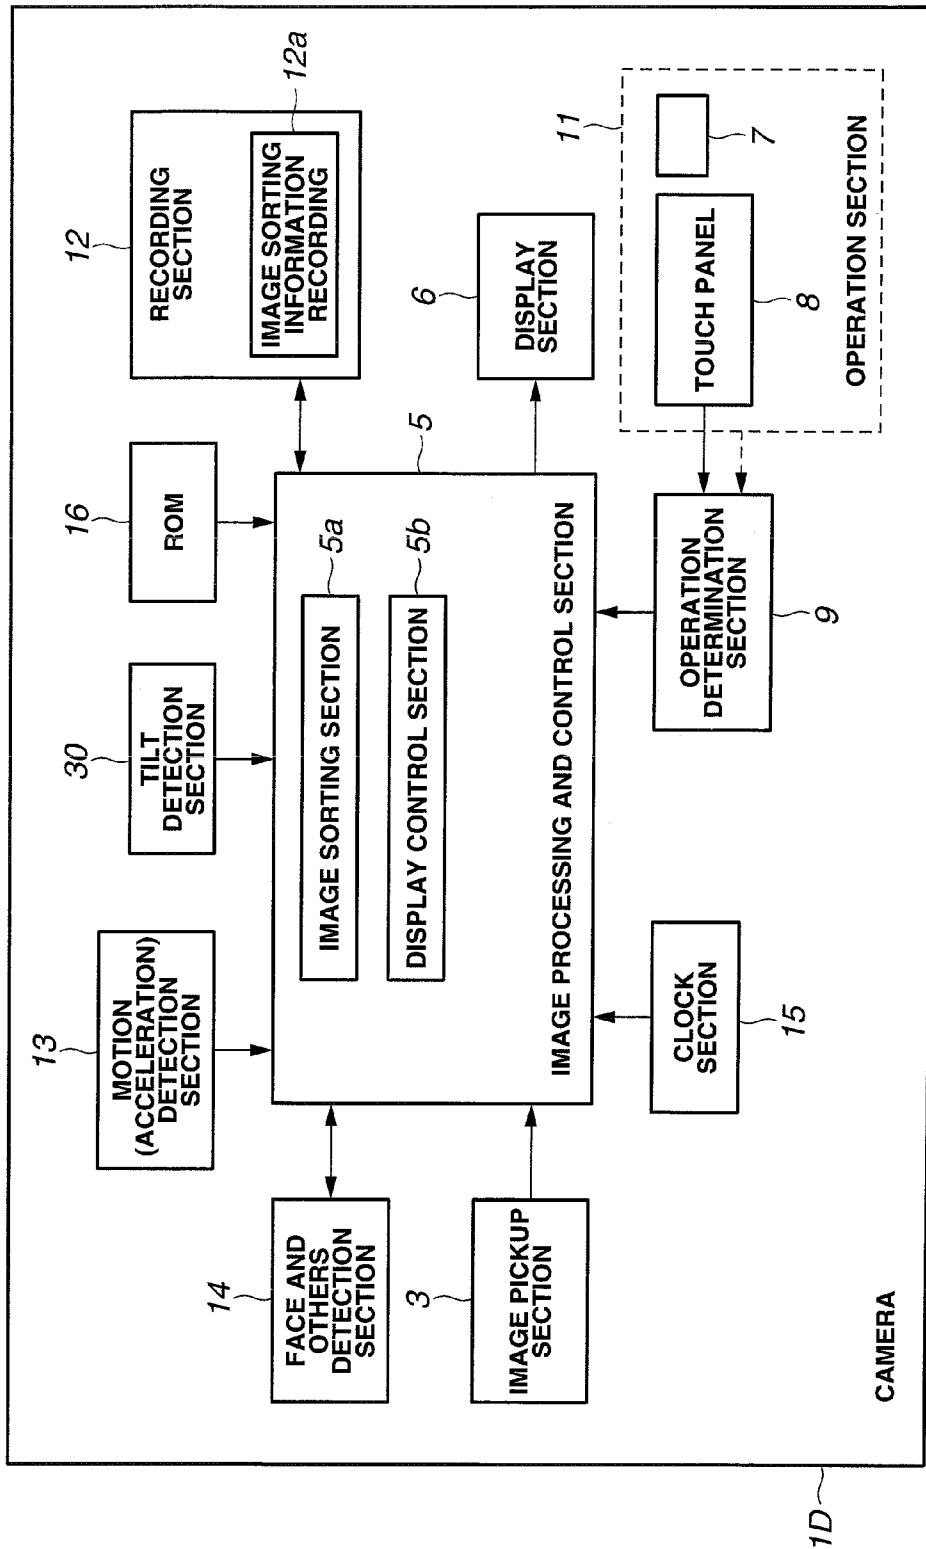 13
MOTION
(ACCELERATION)
DETECTION
SECTION
30
TILT
DETECTION
SECTION
16
ROM
12
RECORDING
SECTION
IMAGE SORTING
INFORMATION
RECORDING
12a
14
FACE AND
OTHERS
DETECTION
SECTION
IMAGE SORTING SECTION
5a
DISPLAY CONTROL SECTION
5b
5
IMAGE PROCESSING AND CONTROL SECTION
3
IMAGE PICKUP
SECTION
6
DISPLAY
SECTION
CLOCK
SECTION
15
OPERATION
DETERMINATION
SECTION
9
11
TOUCH PANEL
8
7
OPERATION SECTION
CAMERA
1D